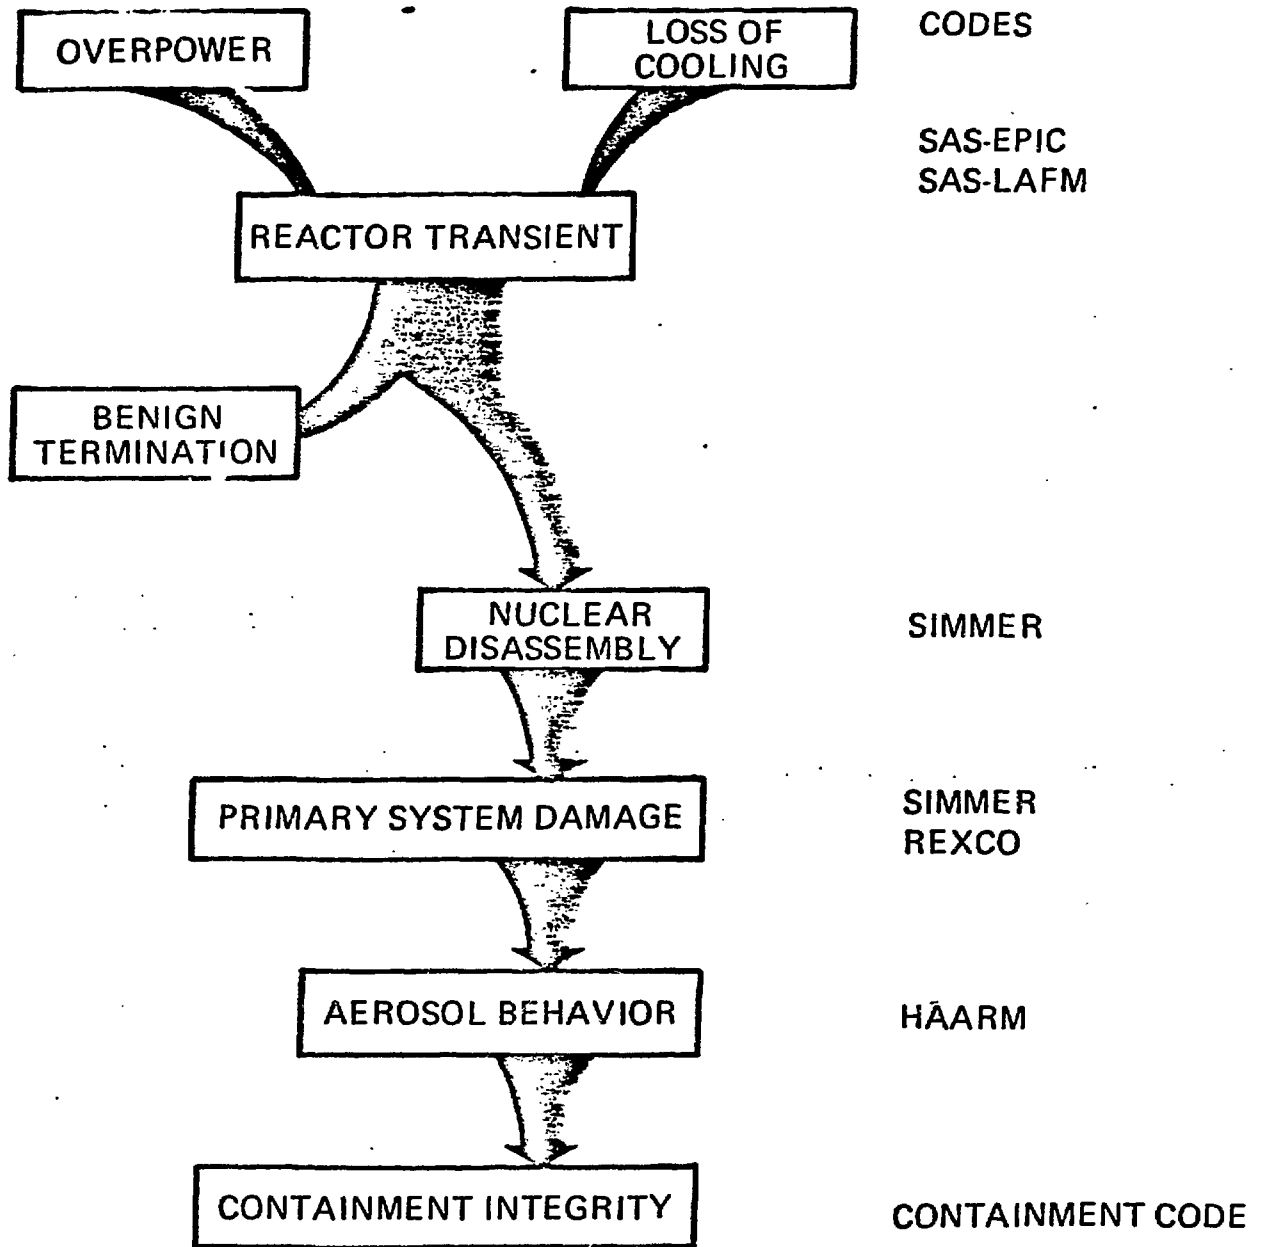 OVERPOWER
LOSS OF
COOLING
CODES
SAS-EPIC
SAS-LAFM
REACTOR TRANSIENT
BENIGN
TERMINATION
NUCLEAR
DISASSEMBLY
SIMMER
PRIMARY SYSTEM DAMAGE
SIMMER
REXCO
AEROSOL BEHAVIOR
HAARM
CONTAINMENT INTEGRITY
CONTAINMENT CODE